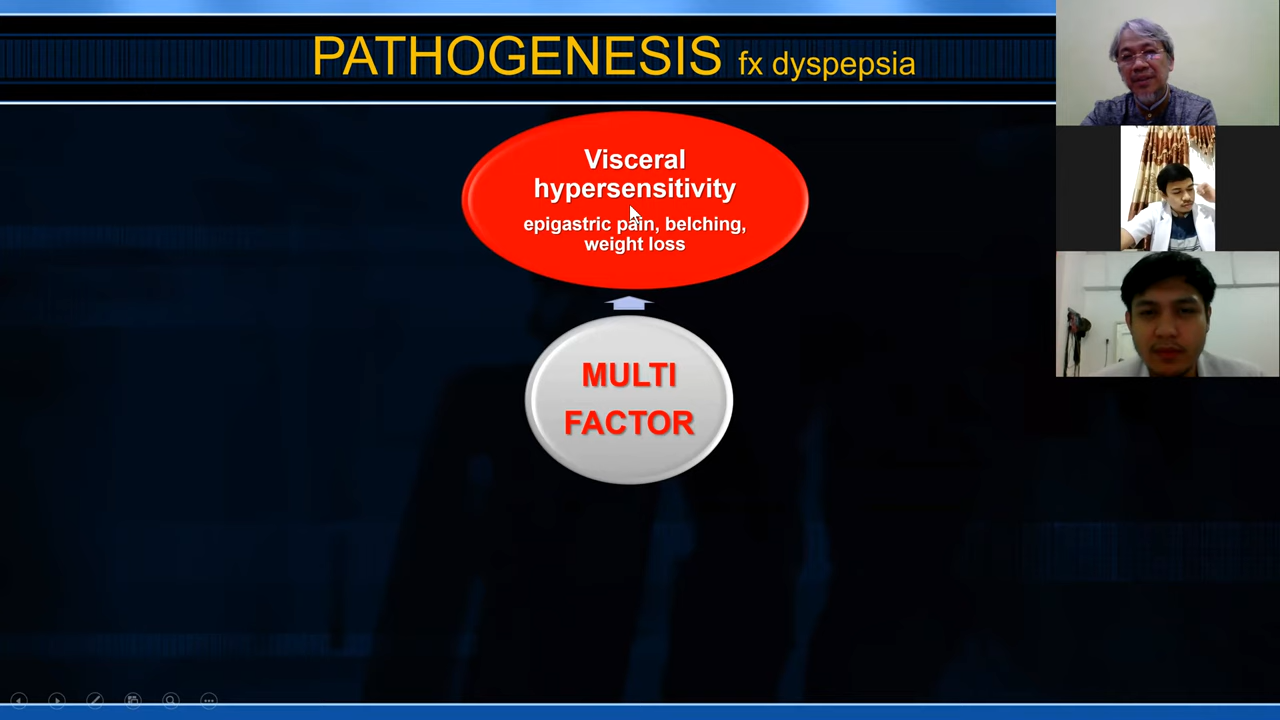 PATHOGENESIS fx dyspepsia
Visceral
hypersensitivity
epigastric pain, belching,
weight loss
MULTI
FACTOR